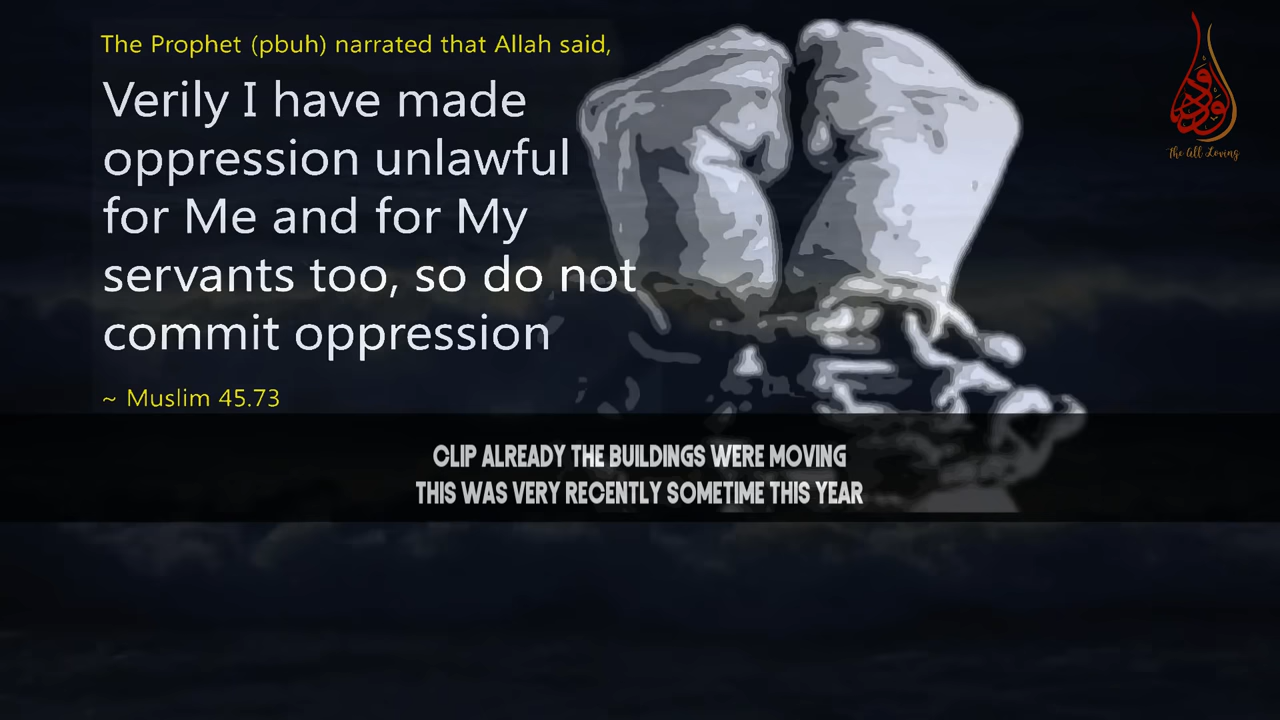 The Prophet (pbuh) narrated that Allah said,
Verily I have made
oppression unlawful
for Me and for My
servants too, so do not
commit oppression
~ Muslim 45.73
The All Loving
CLIP ALREADY THE BUILDINGS WERE MOVING
THIS WAS VERY RECENTLY SOMETIME THIS YEAR